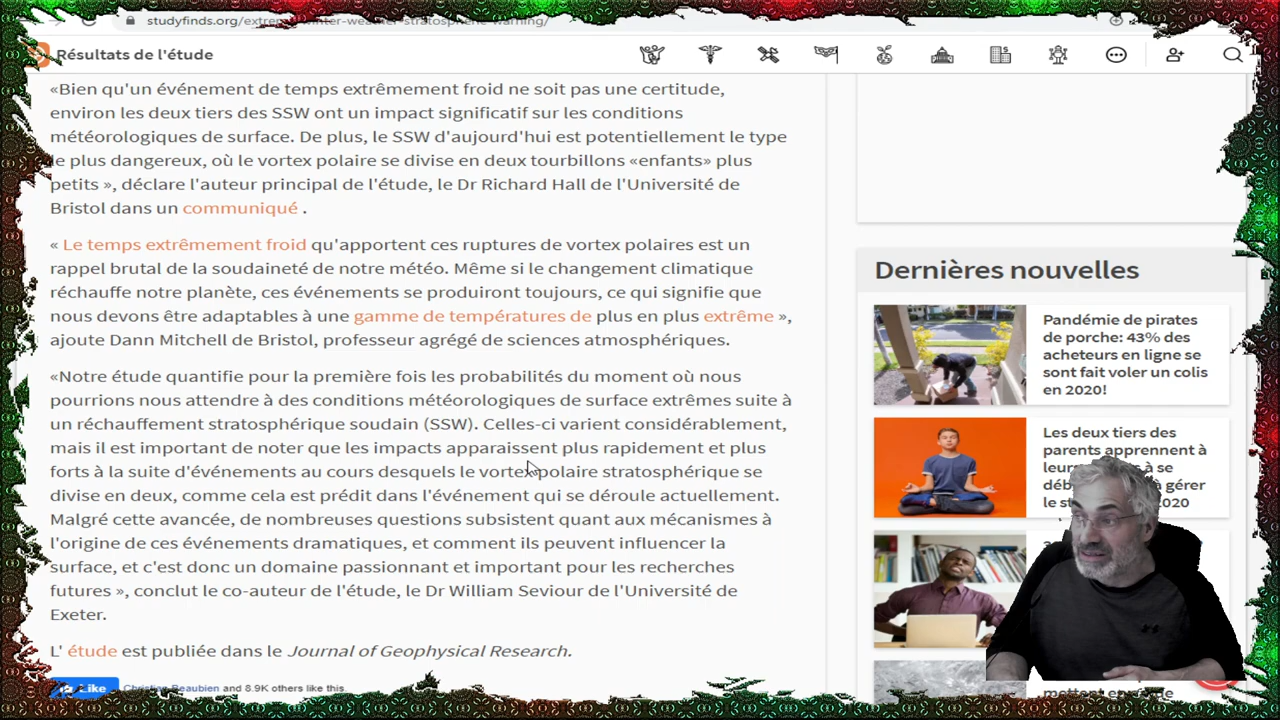 studyfinds.org/extreme-winter-weather-stratosphere-warning/
Résultats de l'étude
«Bien qu'un événement de temps extrêmement froid ne soit pas une certitude,
environ les deux tiers des SSW ont un impact significatif sur les conditions
météorologiques de surface. De plus, le SSW d'aujourd'hui est potentiellement le type
le plus dangereux, où le vortex polaire se divise en deux tourbillons «enfants» plus
petits », déclare l'auteur principal de l'étude, le Dr Richard Hall de l'Université de
Bristol dans un communiqué .
« Le temps extrêmement froid qu'apportent ces ruptures de vortex polaires est un
rappel brutal de la soudaineté de notre météo. Même si le changement climatique
réchauffe notre planète, ces événements se produiront toujours, ce qui signifie que
nous devons être adaptables à une gamme de températures de plus en plus extrême »,
ajoute Dann Mitchell de Bristol, professeur agrégé de sciences atmosphériques.
«Notre étude quantifie pour la première fois les probabilités du moment où nous
pourrions nous attendre à des conditions météorologiques de surface extrêmes suite à
un réchauffement stratosphérique soudain (SSW). Celles-ci varient considérablement,
mais il est important de noter que les impacts apparaissent plus rapidement et plus
forts à la suite d'événements au cours desquels le vortex polaire stratosphérique se
divise en deux, comme cela est prédit dans l'événement qui se déroule actuellement.
Malgré cette avancée, de nombreuses questions subsistent quant aux mécanismes à
l'origine de ces événements dramatiques, et comment ils peuvent influencer la
surface, et c'est donc un domaine passionnant et important pour les recherches
futures », conclut le co-auteur de l'étude, le Dr William Seviour de l'Université de
Exeter.
L' étude est publiée dans le Journal of Geophysical Research.
Like Christian Beaubien and 8.9K others like this.
Dernières nouvelles
Pandémie de pirates
de porche: 43% des
acheteurs en ligne se
sont fait voler un colis
en 2020!
Les deux tiers des
parents apprennent à
leurs à se
à gérer
le 2020